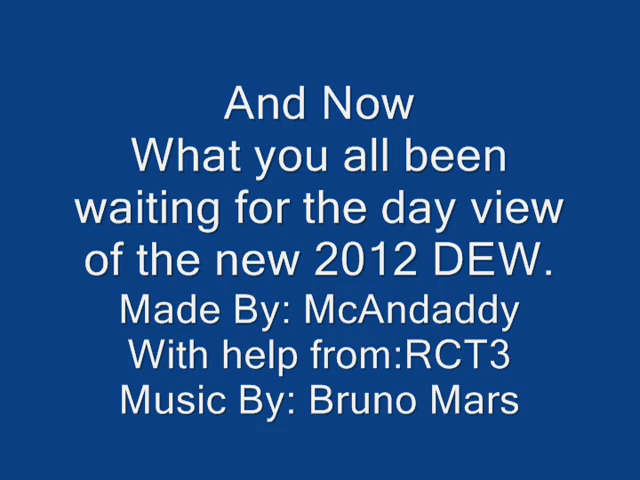 And Now
What you all been
waiting for the day view
of the new 2012 DEW.
Made By: McAndaddy
With help from:RCT3
Music By: Bruno Mars